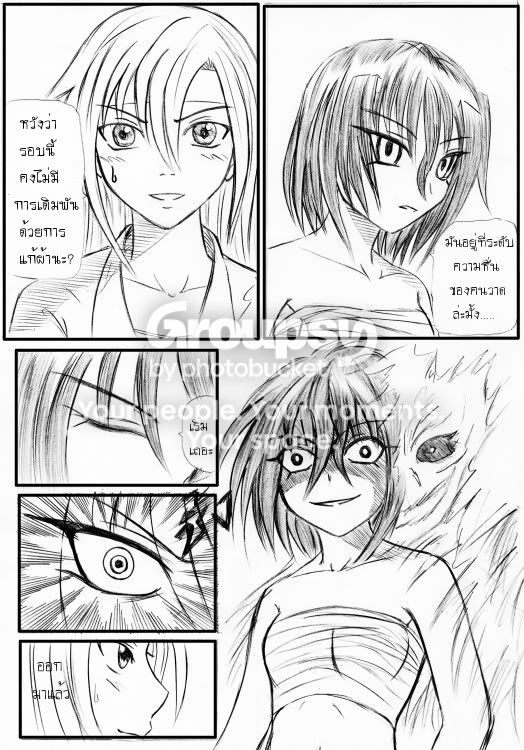 หวังว่า
รอบนี้
คงไม่มี
การเดิมพัน
ด้วยการ
แก้ผ้านะ?
มันอยู่ที่ระดับ
ความหื่น
ของคนวาด
ล่ะมั้ง.....
เริ่ม
เถอะ
ออก
มาแล้ว
Groupsy
by photobucket
Your people. Your moments.
Your space.